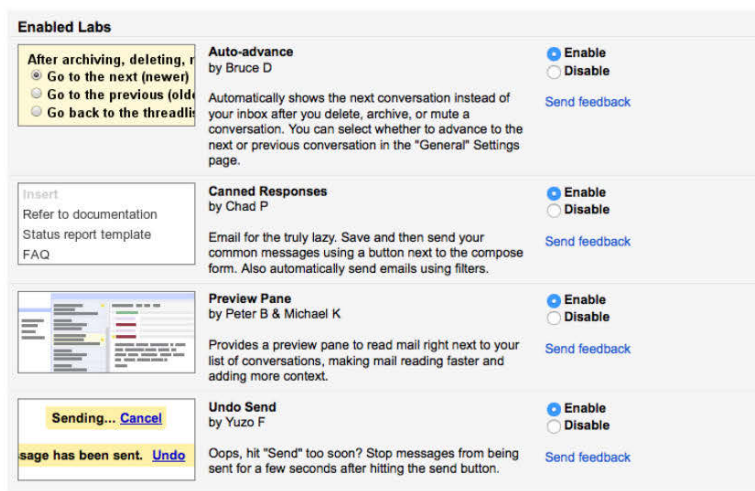 Enabled Labs
After archiving, deleting, r
Go to the next (newer)
Go to the previous (olde
Go back to the threadlis
Auto-advance
by Bruce D
Automatically shows the next conversation instead of
your inbox after you delete, archive, or mute a
conversation. You can select whether to advance to the
next or previous conversation in the "General" Settings
page.
Enable
Disable
Send feedback
Insert
Refer to documentation
Status report template
FAQ
Canned Responses
by Chad P
Email for the truly lazy. Save and then send your
common messages using a button next to the compose
form. Also automatically send emails using filters.
Enable
Disable
Send feedback
Preview Pane
by Peter B & Michael K
Provides a preview pane to read mail right next to your
list of conversations, making mail reading faster and
adding more context.
Enable
Disable
Send feedback
Sending... Cancel
sage has been sent. Undo
Undo Send
by Yuzo F
Oops, hit "Send" too soon? Stop messages from being
sent for a few seconds after hitting the send button.
Enable
Disable
Send feedback